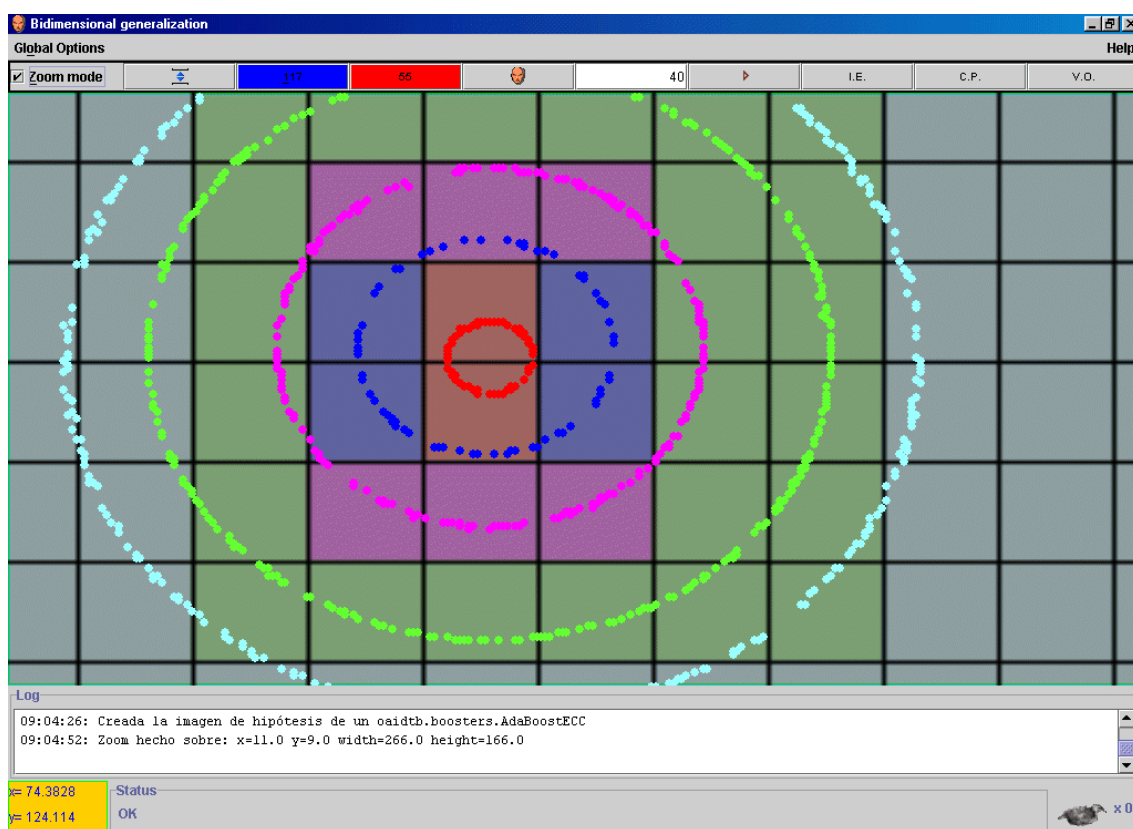 Bidimensional generalization
Global Options Help
Zoom mode 117 56 40 I.E. C.P. V.O.
Log
09:04:26: Creada la imagen de hipótesis de un oaidtb.boosters.AdaBoostECC
09:04:52: Zoom hecho sobre: x=11.0 y=9.0 width=266.0 height=166.0
x= 74.3828
y= 124.114
Status
OK
x 0